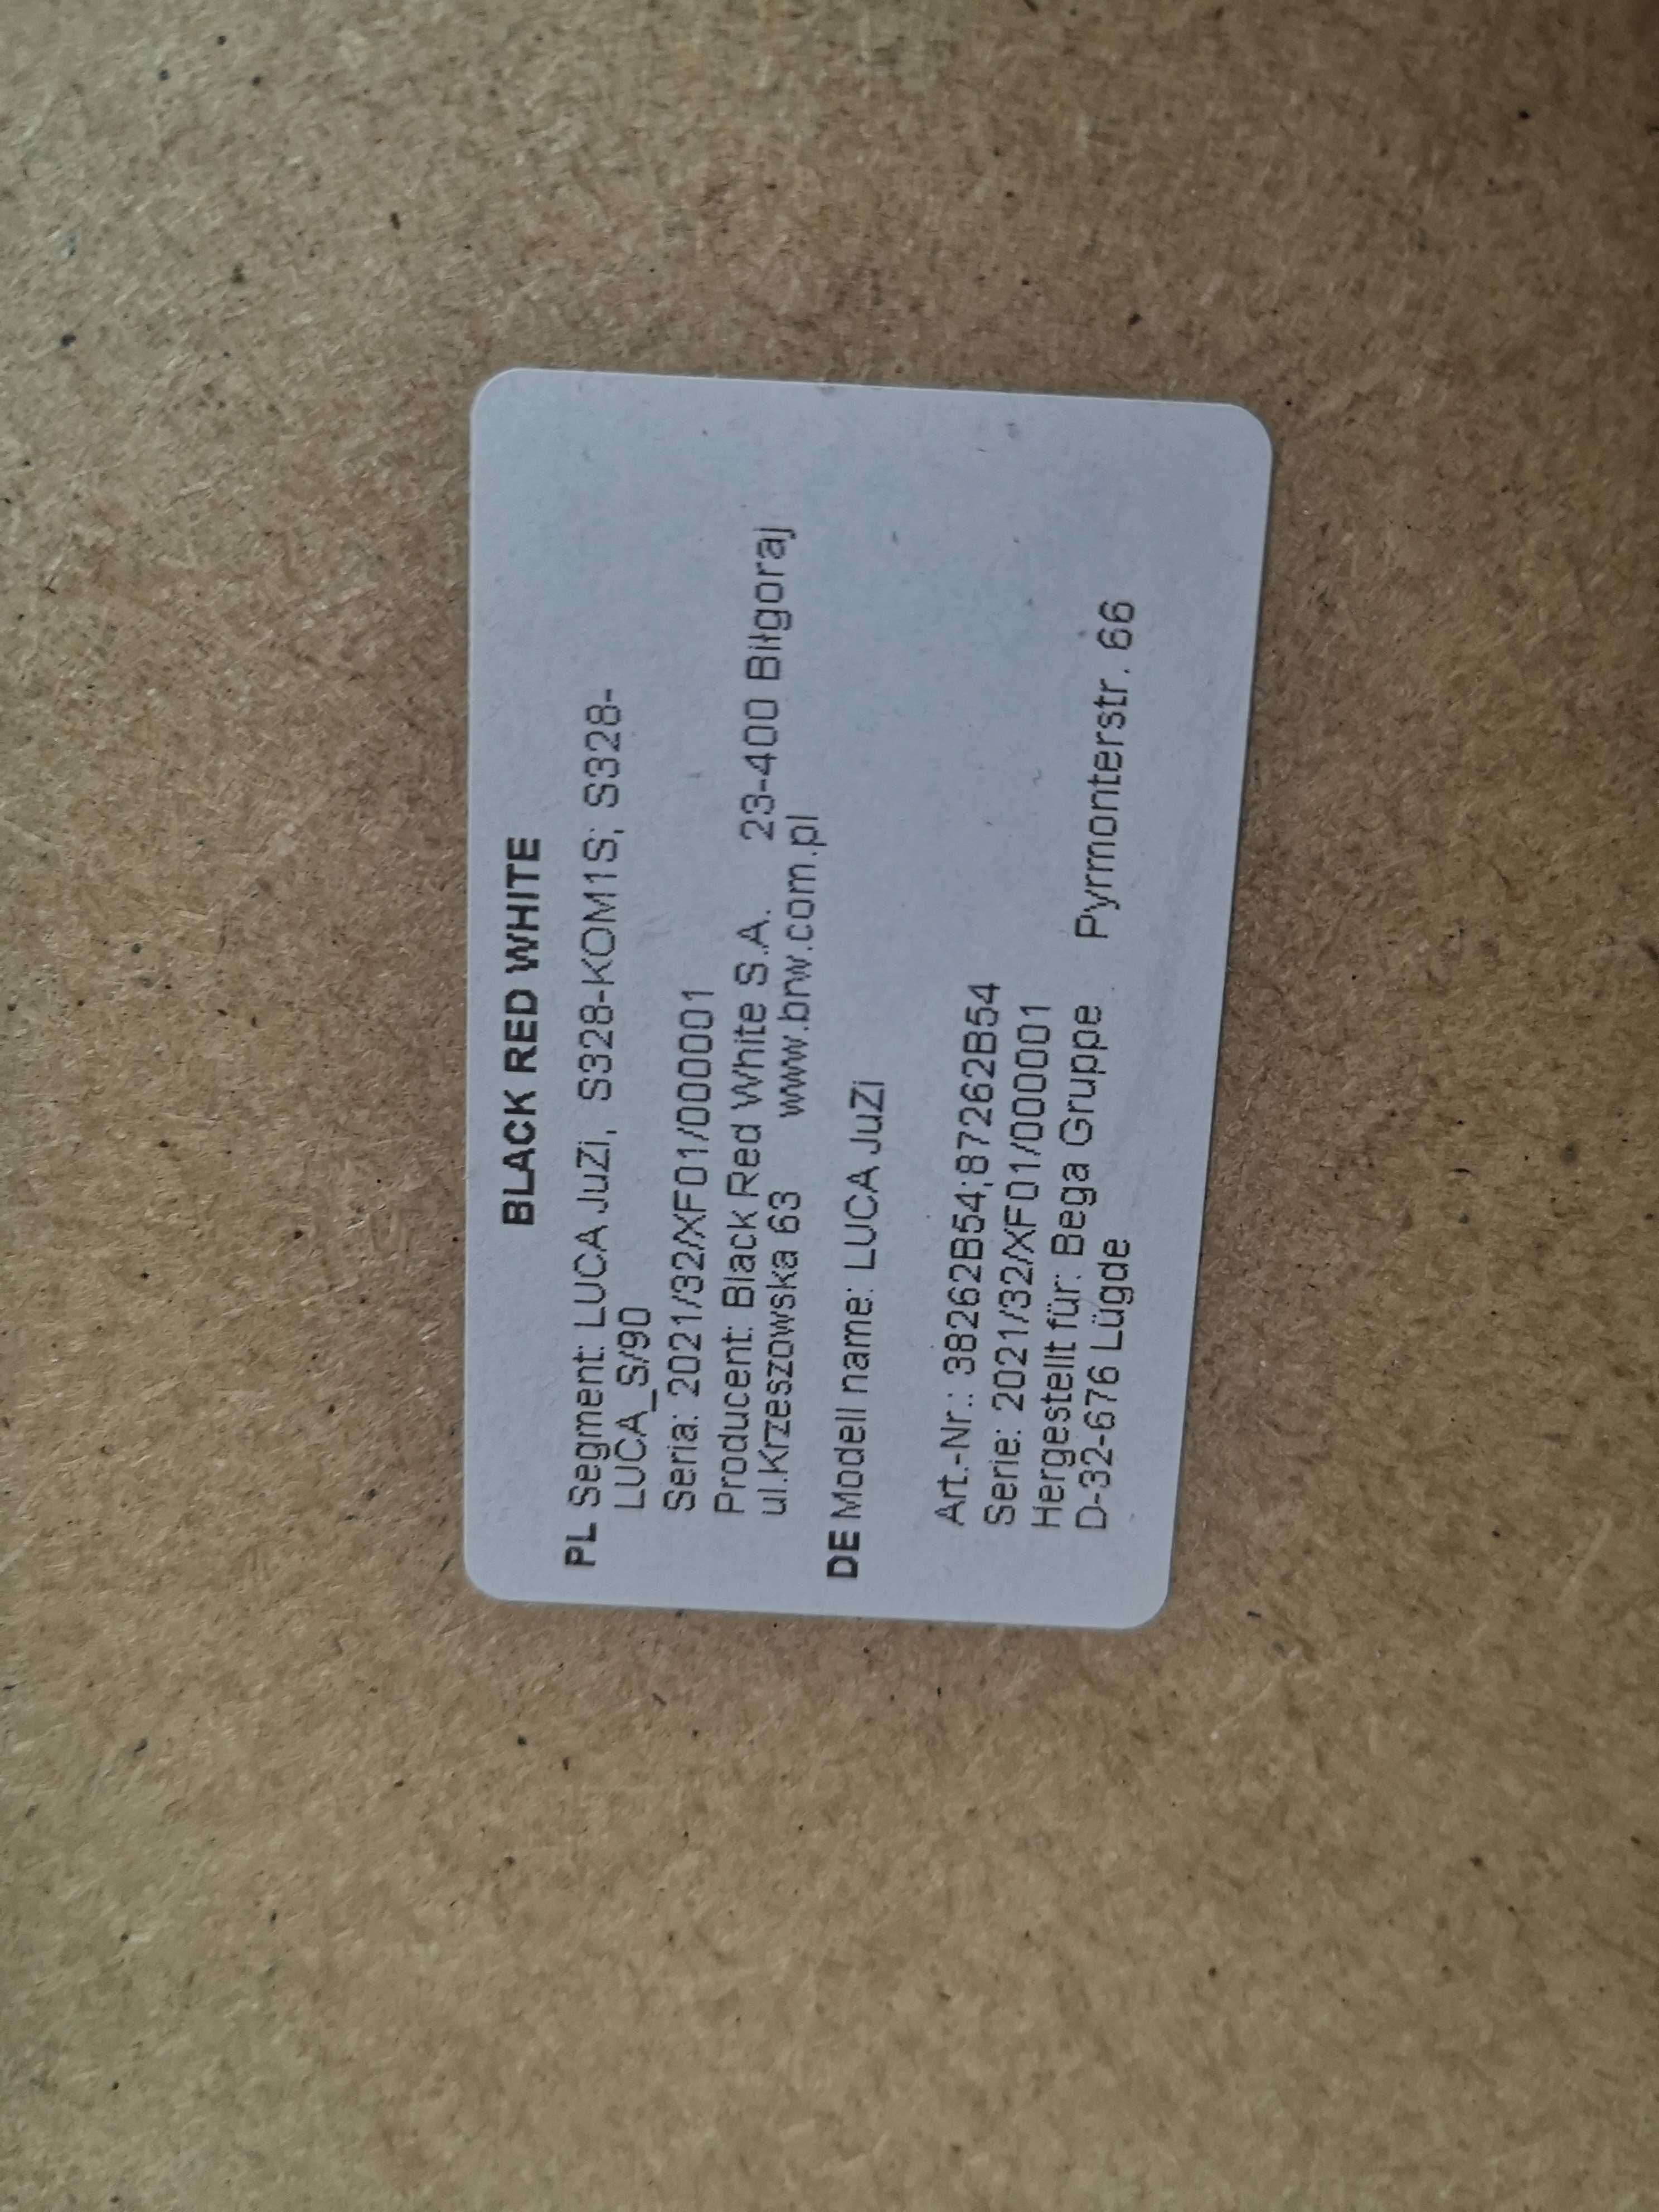 BLACK RED WHITE
PL Segment: LUCA JuZi, S328-KOM1S; S328-
LUCA_S/90
Seria: 2021/32/XF01/000001
Producent: Black Red White S.A. 23-400 Biłgoraj
ul.Krzeszowska 63 www.brw.com.pl
DE Modell name: LUCA JuZi
Art.-Nr.: 38262B54;87262B54
Serie: 2021/32/XF01/000001
Hergestellt für: Bega Gruppe Pyrmonterstr. 66
D-32-676 Lügde